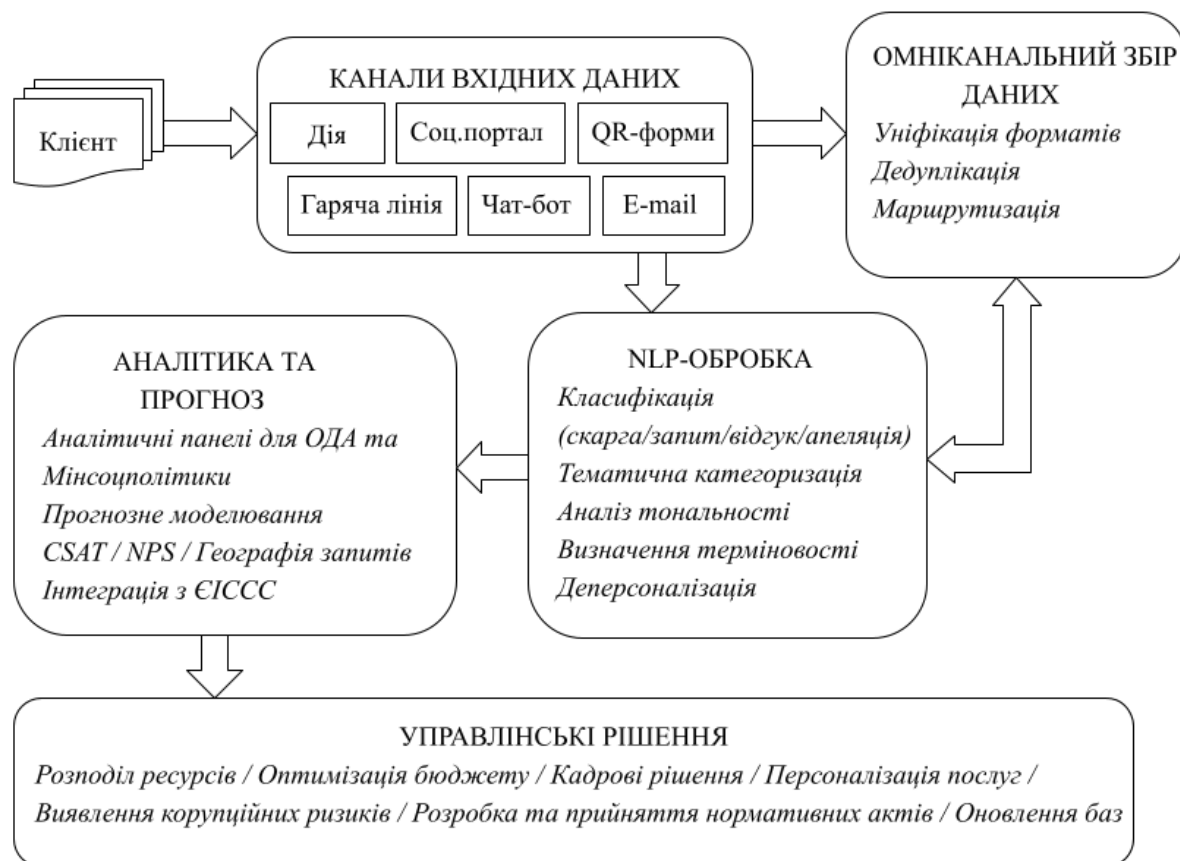 Клієнт
КАНАЛИ ВХІДНИХ ДАНИХ
Дія
Соц.портал
QR-форми
Гаряча лінія
Чат-бот
E-mail
ОМНІКАНАЛЬНИЙ ЗБІР
ДАНИХ
Уніфікація форматів
Дедуплікація
Маршрутизація
АНАЛІТИКА ТА
ПРОГНОЗ
Аналітичні панелі для ОДА та
Мінсоцполітики
Прогнозне моделювання
CSAT / NPS / Географія запитів
Інтеграція з ЄІССС
NLP-ОБРОБКА
Класифікація
(скарга/запит/відгук/апеляція)
Тематична категоризація
Аналіз тональності
Визначення терміновості
Деперсоналізація
УПРАВЛІНСЬКІ РІШЕННЯ
Розподіл ресурсів / Оптимізація бюджету / Кадрові рішення / Персоналізація послуг /
Виявлення корупційних ризиків / Розробка та прийняття нормативних актів / Оновлення баз